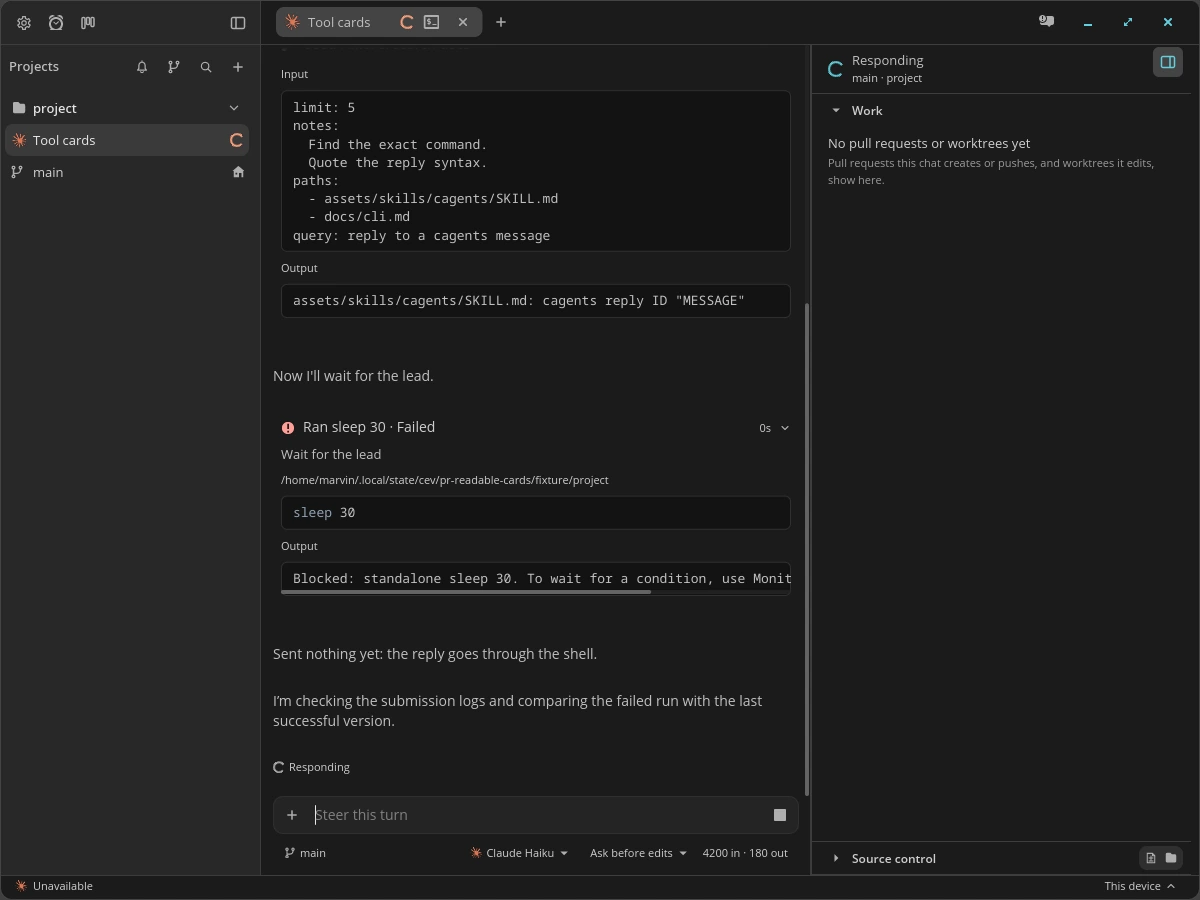 Tool cards
Projects
project
Tool cards
main
Input
limit: 5
notes:
  Find the exact command.
  Quote the reply syntax.
paths:
  - assets/skills/cagents/SKILL.md
  - docs/cli.md
query: reply to a cagents message
Output
assets/skills/cagents/SKILL.md: cagents reply ID "MESSAGE"
Now I'll wait for the lead.
Ran sleep 30 · Failed 0s
Wait for the lead
/home/marvin/.local/state/cev/pr-readable-cards/fixture/project
sleep 30
Output
Blocked: standalone sleep 30. To wait for a condition, use Monit
Sent nothing yet: the reply goes through the shell.
I’m checking the submission logs and comparing the failed run with the last
successful version.
Responding
Steer this turn
main Claude Haiku Ask before edits 4200 in · 180 out
Responding
main · project
Work
No pull requests or worktrees yet
Pull requests this chat creates or pushes, and worktrees it edits,
show here.
Source control
Unavailable
This device